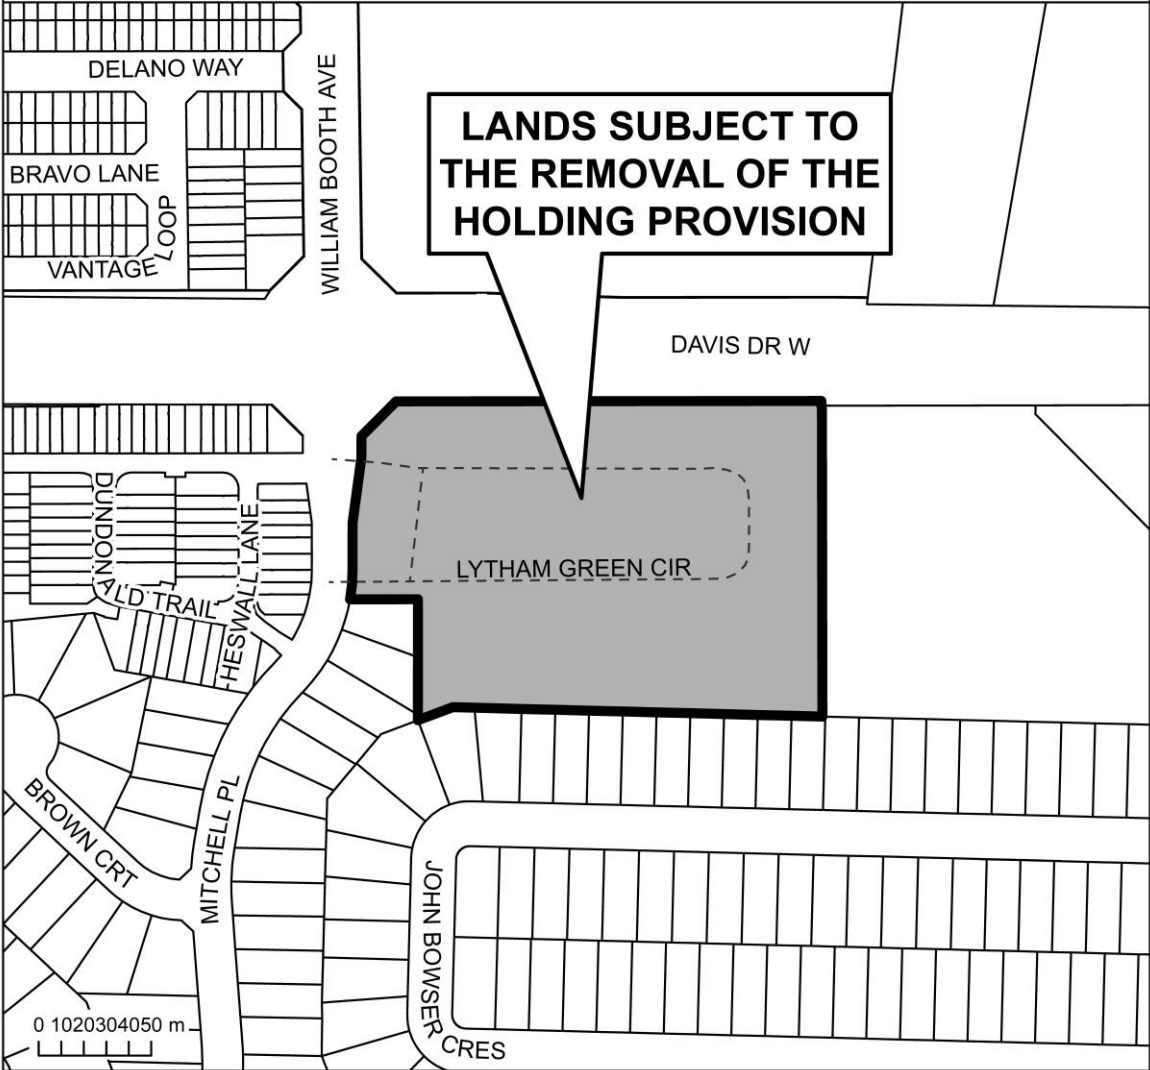 DELANO WAY
WILLIAM BOOTH AVE
LANDS SUBJECT TO
THE REMOVAL OF THE
HOLDING PROVISION
BRAVO LANE
VANTAGE LOOP
DAVIS DR W
DUNDONALD TRAIL
HESWALL LANE
LYTHAM GREEN CIR
BROWN CRT
MITCHELL PL
JOHN BOWSER CRES
0 1020304050 m